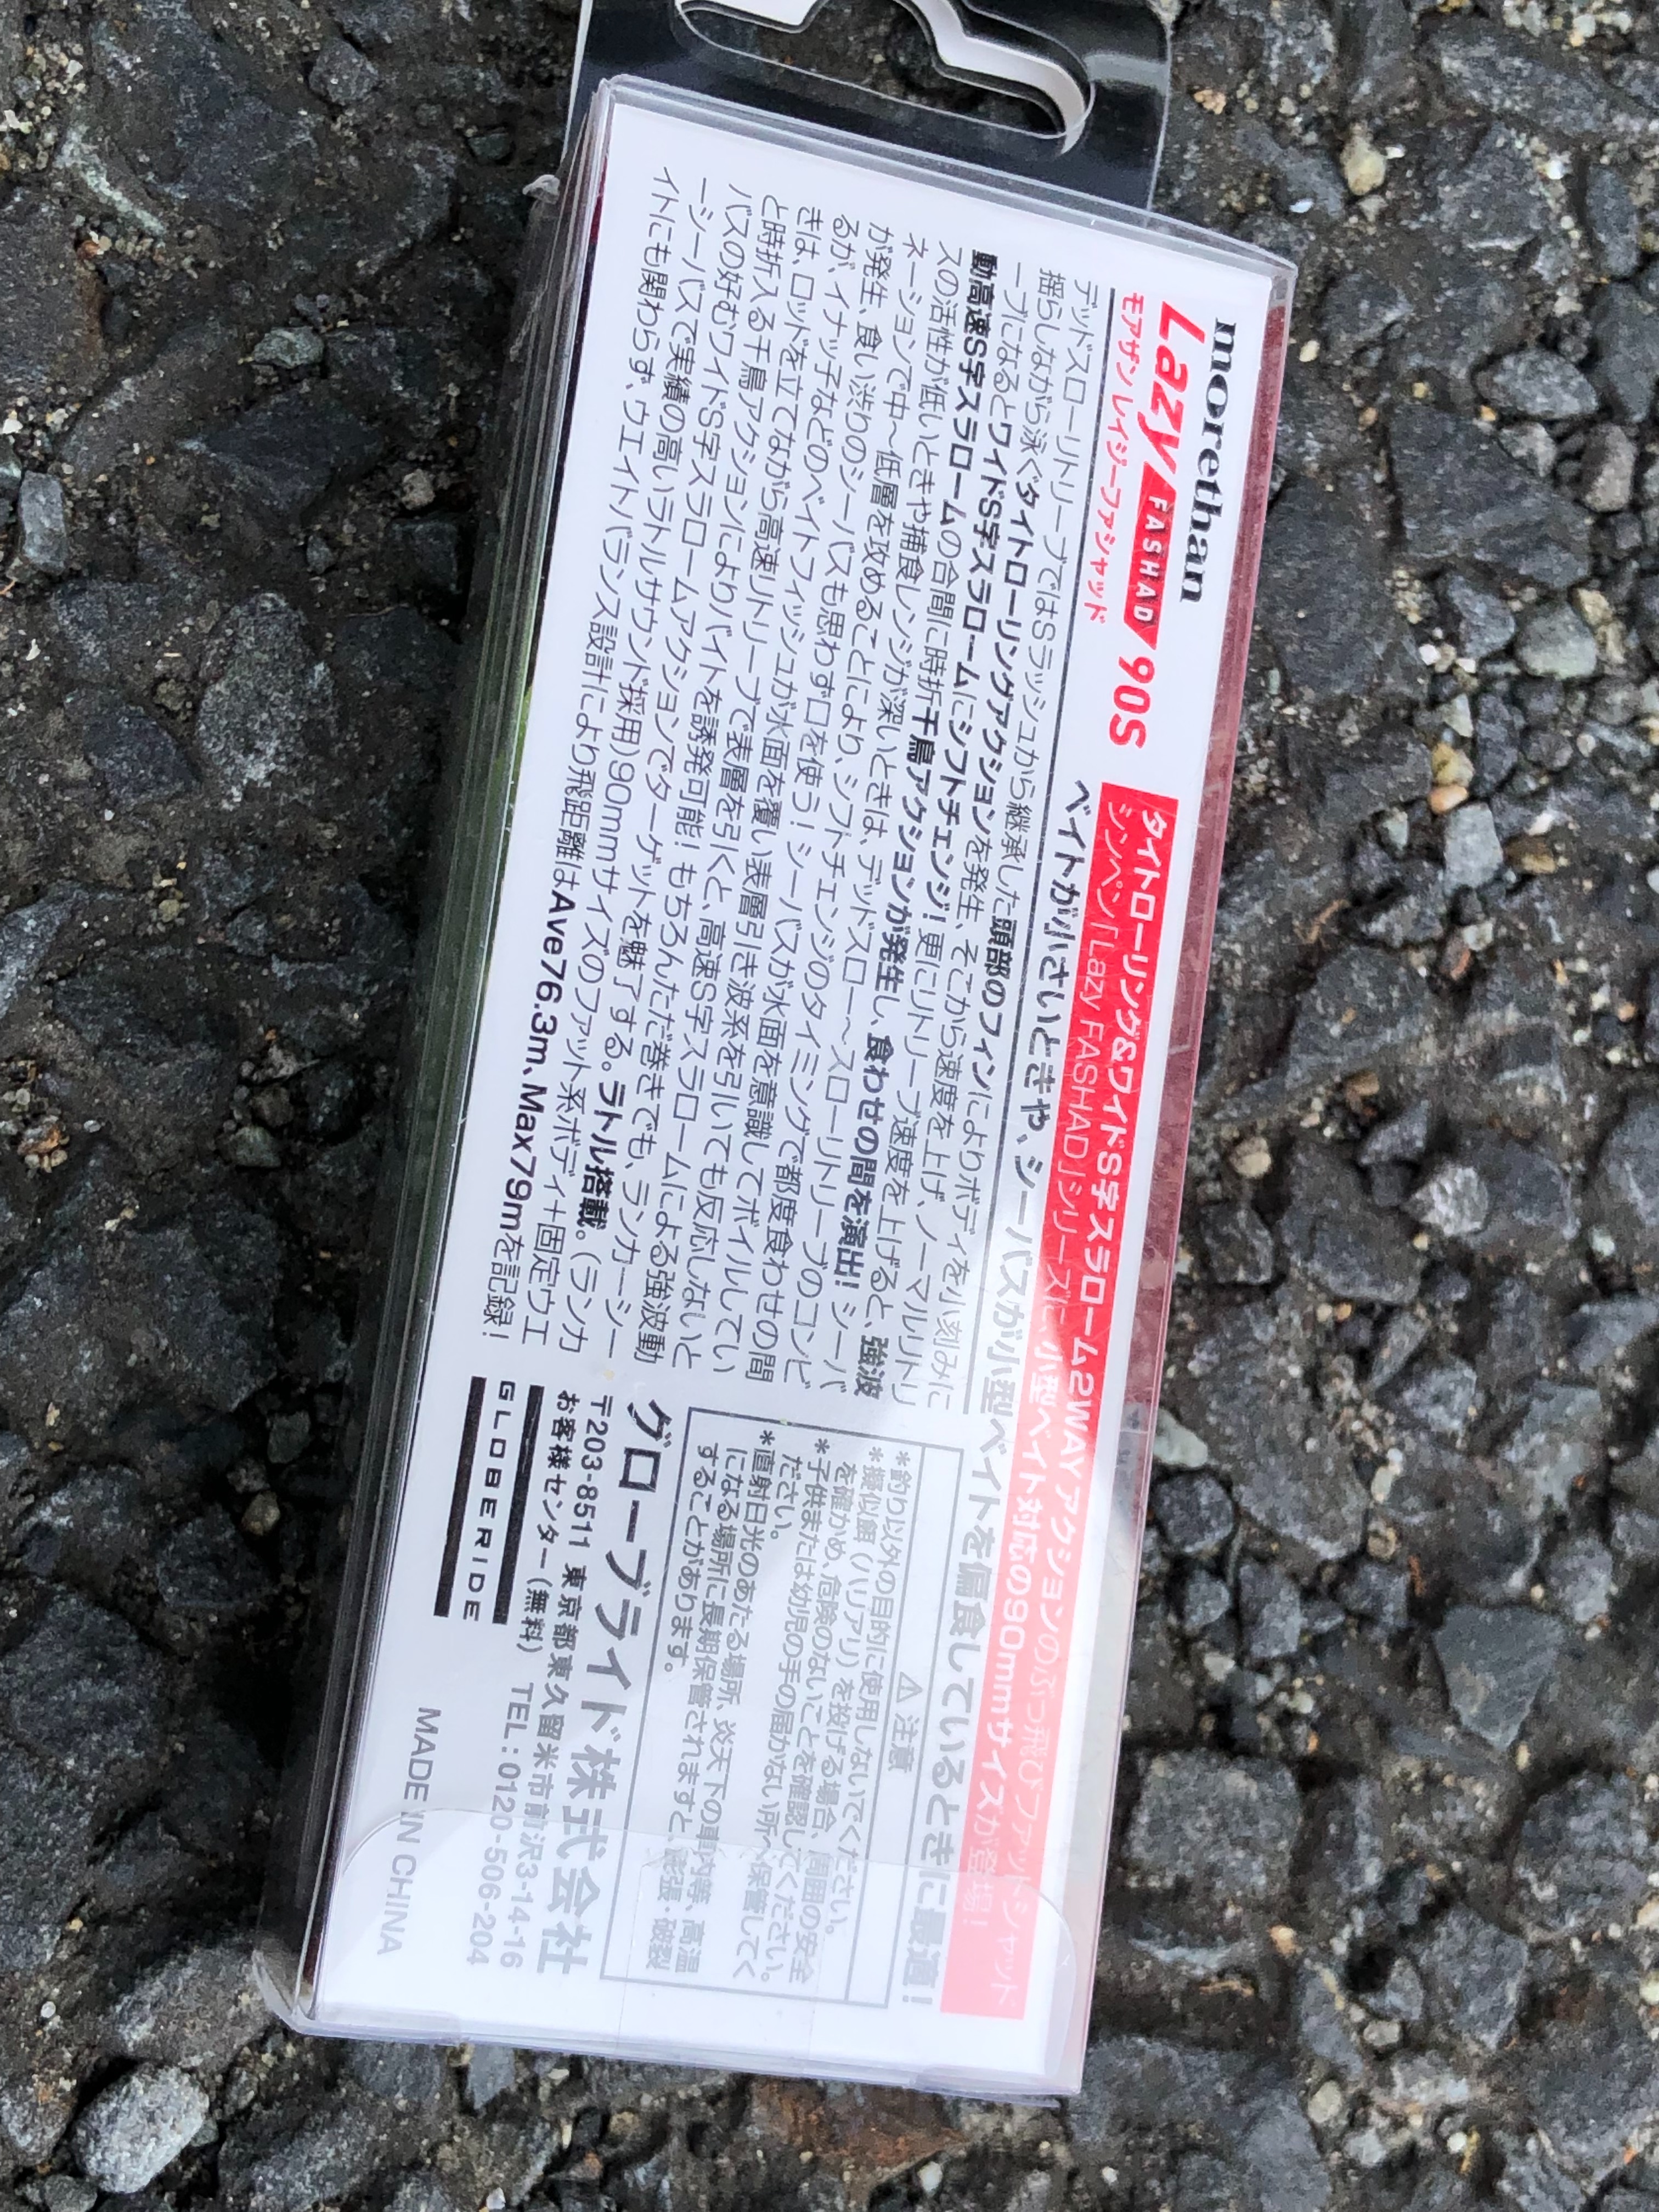 morethan
Lazy FASHAD 90S
モアザン レイジーファシャッド
タイトローリング&ワイドS字スラローム2WAYアクションのぶっ飛びファットシャッド
シンペン「Lazy FASHAD」シリーズに、小型ベイト対応の90mmサイズが登場!
ベイトが小さいときや、シーバスが小型ベイトを偏食しているときに最適!
デッドスローリトリーブではSラッシュから継承した頭部のフィンによりボディを小刻みに
揺らしながら泳ぐタイトローリングアクションを発生、そこから速度を上げ、ノーマルリトリ
ーブになるとワイドS字スラロームにシフトチェンジ!更にリトリーブ速度を上げると、強波
動高速S字スラロームの合間に時折千鳥アクションが発生し、食わせの間を演出! シーバ
スの活性が低いときや捕食レンジが深いときは、デッドスロー〜スローリトリーブのコンビ
ネーションで中〜低層を攻めることにより、シフトチェンジのタイミングで都度食わせの間
が発生、食い渋りのシーバスも思わず口を使う! シーバスが水面を意識してボイルしてい
るが、イナッ子などのベイトフィッシュが水面を覆い表層引き波系を引いても反応しないと
きは、ロッドを立てながら高速リトリーブで表層を引くと、高速S字スラロームによる強波動
と時折入る千鳥アクションによりバイトを誘発可能! もちろんただ巻きでも、ランカーシー
バスの好むワイドS字スラロームアクションでターゲットを魅了する。ラトル搭載。(ランカ
ーシーバスで実績の高いラトルサウンド採用)90mmサイズのファット系ボディ+固定ウエ
イトにも関わらず、ウエイトバランス設計により飛距離はAve76.3m、Max79mを記録!
⚠ 注意
*釣り以外の目的に使用しないでください。
*擬似餌(ハリアリ)を投げる場合、周囲の安全
を確かめ、危険のないことを確認してください。
*子供または幼児の手の届かない所へ保管してく
ださい。
*直射日光のあたる場所、炎天下の車内等、高温
になる場所に長期保管されますと、膨張・破裂
することがあります。
グローブライド株式会社
〒203-8511 東京都東久留米市前沢3-14-16
お客様センター(無料) TEL:0120-506-204
GLOBERIDE
MADE IN CHINA